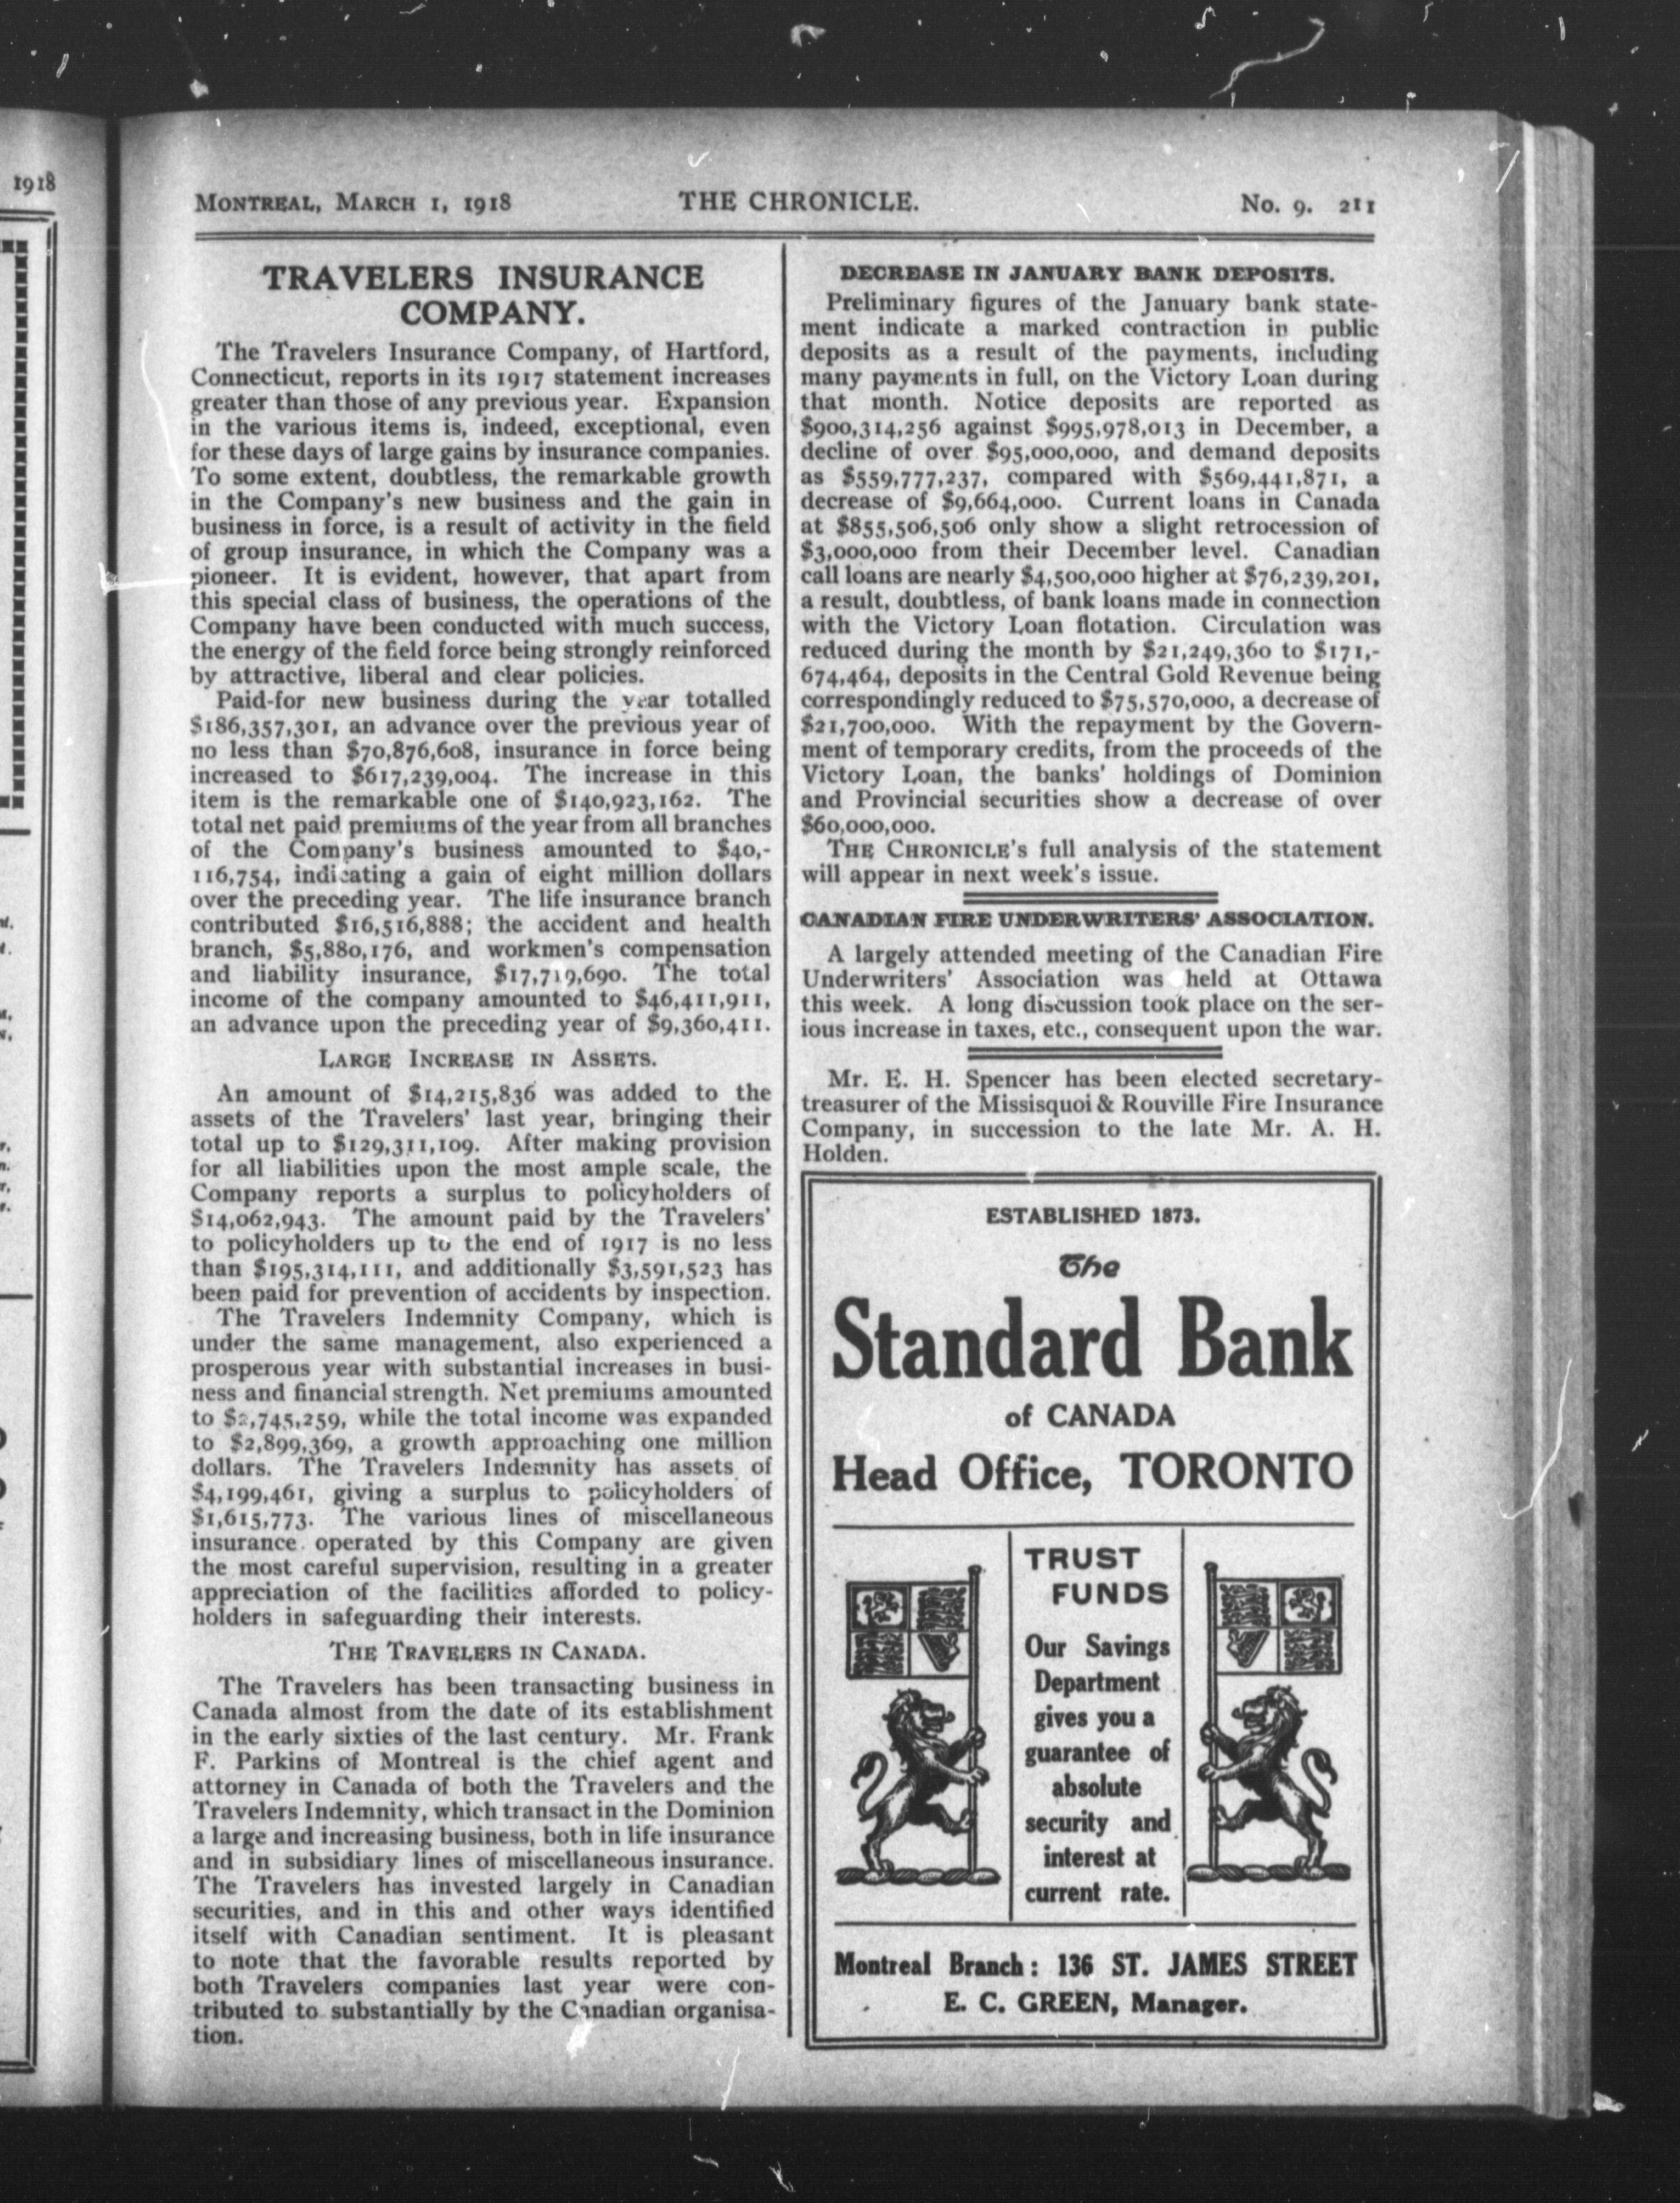 1918
MONTREAL, MARCH 1, 1918
THE CHRONICLE.
No. 9. 211
TRAVELERS INSURANCE
COMPANY.
The Travelers Insurance Company, of Hartford,
Connecticut, reports in its 1917 statement increases
greater than those of any previous year. Expansion
in the various items is, indeed, exceptional, even
for these days of large gains by insurance companies.
To some extent, doubtless, the remarkable growth
in the Company's new business and the gain in
business in force, is a result of activity in the field
of group insurance, in which the Company was a
pioneer. It is evident, however, that apart from
this special class of business, the operations of the
Company have been conducted with much success,
the energy of the field force being strongly reinforced
by attractive, liberal and clear policies.
Paid-for new business during the year totalled
$186,357,301, an advance over the previous year of
no less than $70,876,608, insurance in force being
increased to $617,239,004. The increase in this
item is the remarkable one of $140,923,162. The
total net paid premiums of the year from all branches
of the Company's business amounted to $40,-
116,754, indicating a gain of eight million dollars
over the preceding year. The life insurance branch
contributed $16,516,888; the accident and health
branch, $5,880,176, and workmen's compensation
and liability insurance, $17,719,690. The total
income of the company amounted to $46,411,911,
an advance upon the preceding year of $9,360,411.
LARGE INCREASE IN ASSETS.
An amount of $14,215,836 was added to the
assets of the Travelers' last year, bringing their
total up to $129,311,109. After making provision
for all liabilities upon the most ample scale, the
Company reports a surplus to policyholders of
$14,062,943. The amount paid by the Travelers'
to policyholders up to the end of 1917 is no less
than $195,314,111, and additionally $3,591,523 has
been paid for prevention of accidents by inspection.
The Travelers Indemnity Company, which is
under the same management, also experienced a
prosperous year with substantial increases in busi-
ness and financial strength. Net premiums amounted
to $2,745,259, while the total income was expanded
to $2,899,369, a growth approaching one million
dollars. The Travelers Indemnity has assets of
$4,199,461, giving a surplus to policyholders of
$1,615,773. The various lines of miscellaneous
insurance operated by this Company are given
the most careful supervision, resulting in a greater
appreciation of the facilities afforded to policy-
holders in safeguarding their interests.
THE TRAVELERS IN CANADA.
The Travelers has been transacting business in
Canada almost from the date of its establishment
in the early sixties of the last century. Mr. Frank
F. Parkins of Montreal is the chief agent and
attorney in Canada of both the Travelers and the
Travelers Indemnity, which transact in the Dominion
a large and increasing business, both in life insurance
and in subsidiary lines of miscellaneous insurance.
The Travelers has invested largely in Canadian
securities, and in this and other ways identified
itself with Canadian sentiment. It is pleasant
to note that the favorable results reported by
both Travelers companies last year were con-
tributed to substantially by the Canadian organisa-
tion.
DECREASE IN JANUARY BANK DEPOSITS.
Preliminary figures of the January bank state-
ment indicate a marked contraction in public
deposits as a result of the payments, including
many payments in full, on the Victory Loan during
that month. Notice deposits are reported as
$900,314,256 against $995,978,013 in December, a
decline of over $95,000,000, and demand deposits
as $559,777,237, compared with $569,441,871, a
decrease of $9,664,000. Current loans in Canada
at $855,506,506 only show a slight retrocession of
$3,000,000 from their December level. Canadian
call loans are nearly $4,500,000 higher at $76,239,201,
a result, doubtless, of bank loans made in connection
with the Victory Loan flotation. Circulation was
reduced during the month by $21,249,360 to $171,-
674,464, deposits in the Central Gold Revenue being
correspondingly reduced to $75,570,000, a decrease of
$21,700,000. With the repayment by the Govern-
ment of temporary credits, from the proceeds of the
Victory Loan, the banks' holdings of Dominion
and Provincial securities show a decrease of over
$60,000,000.
THE CHRONICLE's full analysis of the statement
will appear in next week's issue.
CANADIAN FIRE UNDERWRITERS' ASSOCIATION.
A largely attended meeting of the Canadian Fire
Underwriters' Association was held at Ottawa
this week. A long discussion took place on the ser-
ious increase in taxes, etc., consequent upon the war.
Mr. E. H. Spencer has been elected secretary-
treasurer of the Missisquoi & Rouville Fire Insurance
Company, in succession to the late Mr. A. H.
Holden.
ESTABLISHED 1873.
The
Standard Bank
of CANADA
Head Office, TORONTO
TRUST
FUNDS
Our Savings
Department
gives you a
guarantee of
absolute
security and
interest at
current rate.
Montreal Branch: 136 ST. JAMES STREET
E. C. GREEN, Manager.